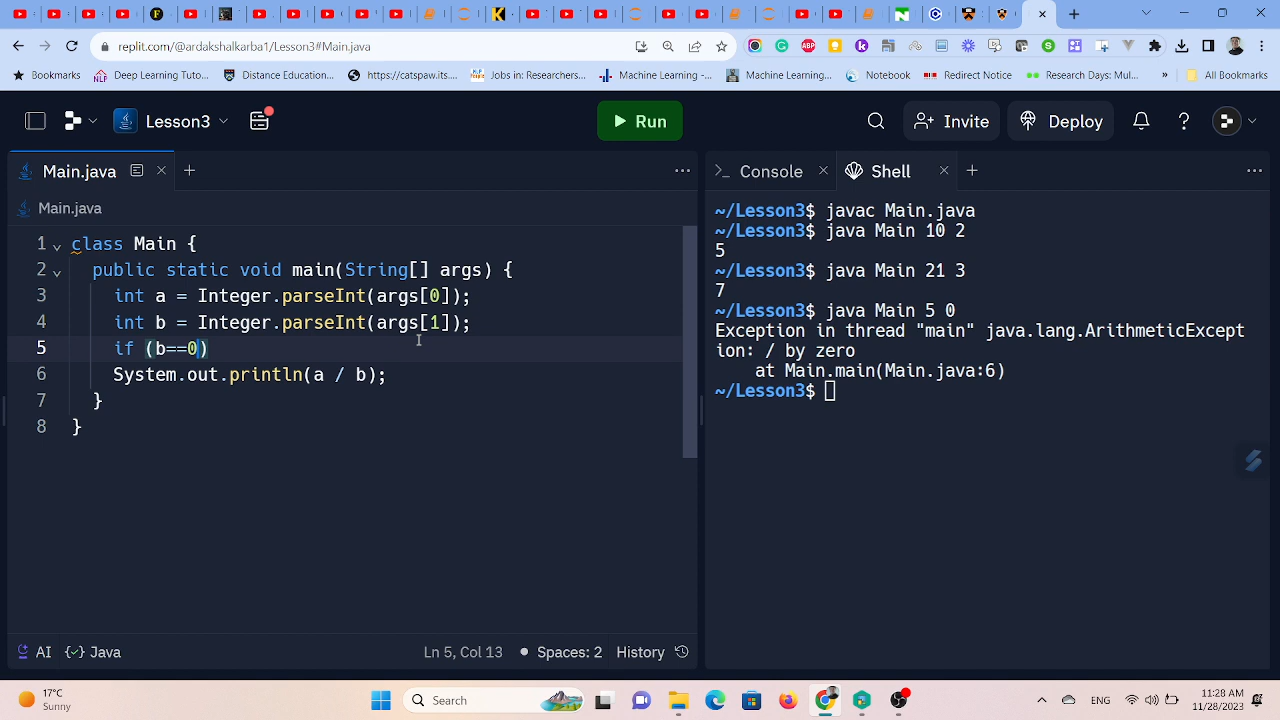 replit.com/@mdakshalkalba1/Lesson3#Main.java
Bookmarks
Deep Learning Tuto...
Distance Education...
https://catspaw.its...
Jobs in Researchers...
Machine Learning -...
Machine Learning...
Notebook
Redirect Notice
Research Days: Mul...
»
All Bookmarks
Lesson3
Run
Invite
Deploy
Main.java
Main.java
1 class Main {
2 public static void main(String[] args) {
3 int a = Integer.parseInt(args[0]);
4 int b = Integer.parseInt(args[1]);
5 if (b==0)
6 System.out.println(a / b);
7 }
8 }
AI
Java
Ln 5, Col 13
Spaces: 2
History
Console
Shell
~/Lesson3$ javac Main.java
~/Lesson3$ java Main 10 2
5
~/Lesson3$ java Main 21 3
7
~/Lesson3$ java Main 5 0
Exception in thread "main" java.lang.ArithmeticExcept
ion: / by zero
at Main.main(Main.java:6)
~/Lesson3$
17°C
Sunny
Search
ENG
11:28 AM
11/28/2023